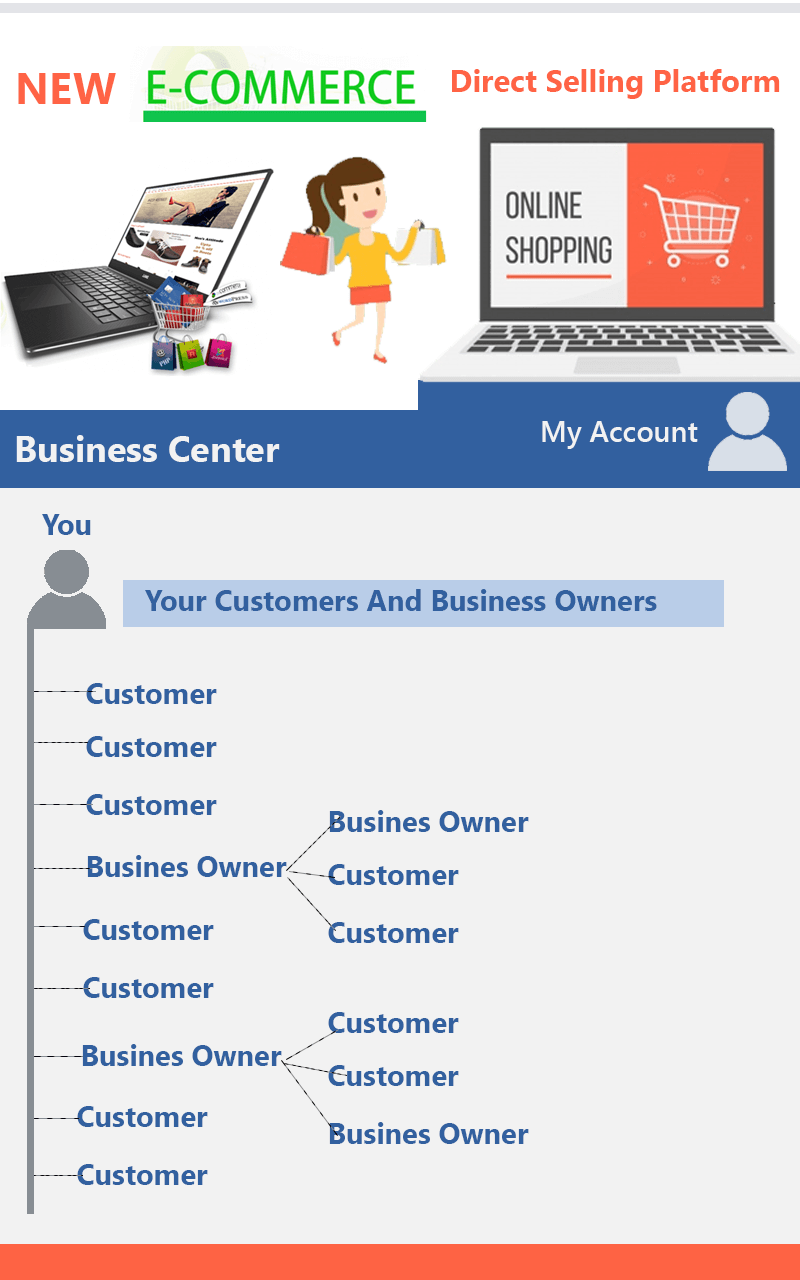 NEW E-COMMERCE Direct Selling Platform
ONLINE
SHOPPING
My Account
Business Center
You
Your Customers And Business Owners
Customer
Customer
Customer
Busines Owner
Busines Owner
Customer
Customer
Customer
Customer
Busines Owner
Customer
Customer
Busines Owner
Customer
Customer